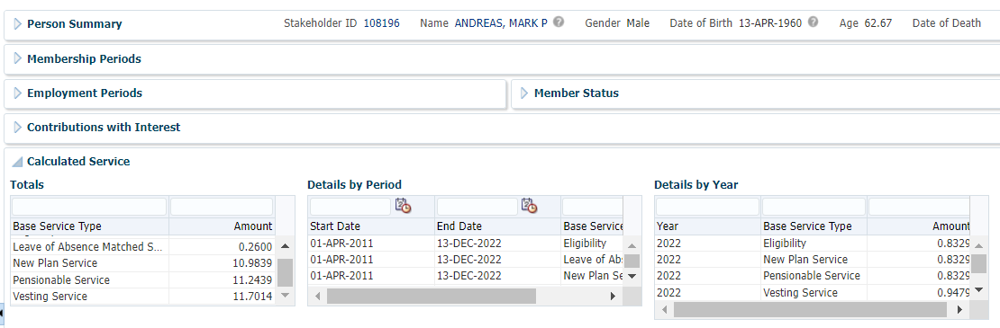 Person Summary Stakeholder ID 108196 Name ANDREAS, MARK P Gender Male Date of Birth 13-APR-1960 Age 62.67 Date of Death
Membership Periods
Employment Periods Member Status
Contributions with Interest
Calculated Service
Totals Details by Period Details by Year
Base Service Type Amount Start Date End Date Base Service Year Base Service Type Amount
Leave of Absence Matched S... 0.2600 01-APR-2011 13-DEC-2022 Eligibility 2022 Eligibility 0.8329
New Plan Service 10.9839 01-APR-2011 13-DEC-2022 Leave of Abs 2022 New Plan Service 0.8329
Pensionable Service 11.2439 01-APR-2011 13-DEC-2022 New Plan Se 2022 Pensionable Service 0.8329
Vesting Service 11.7014 2022 Vesting Service 0.9479